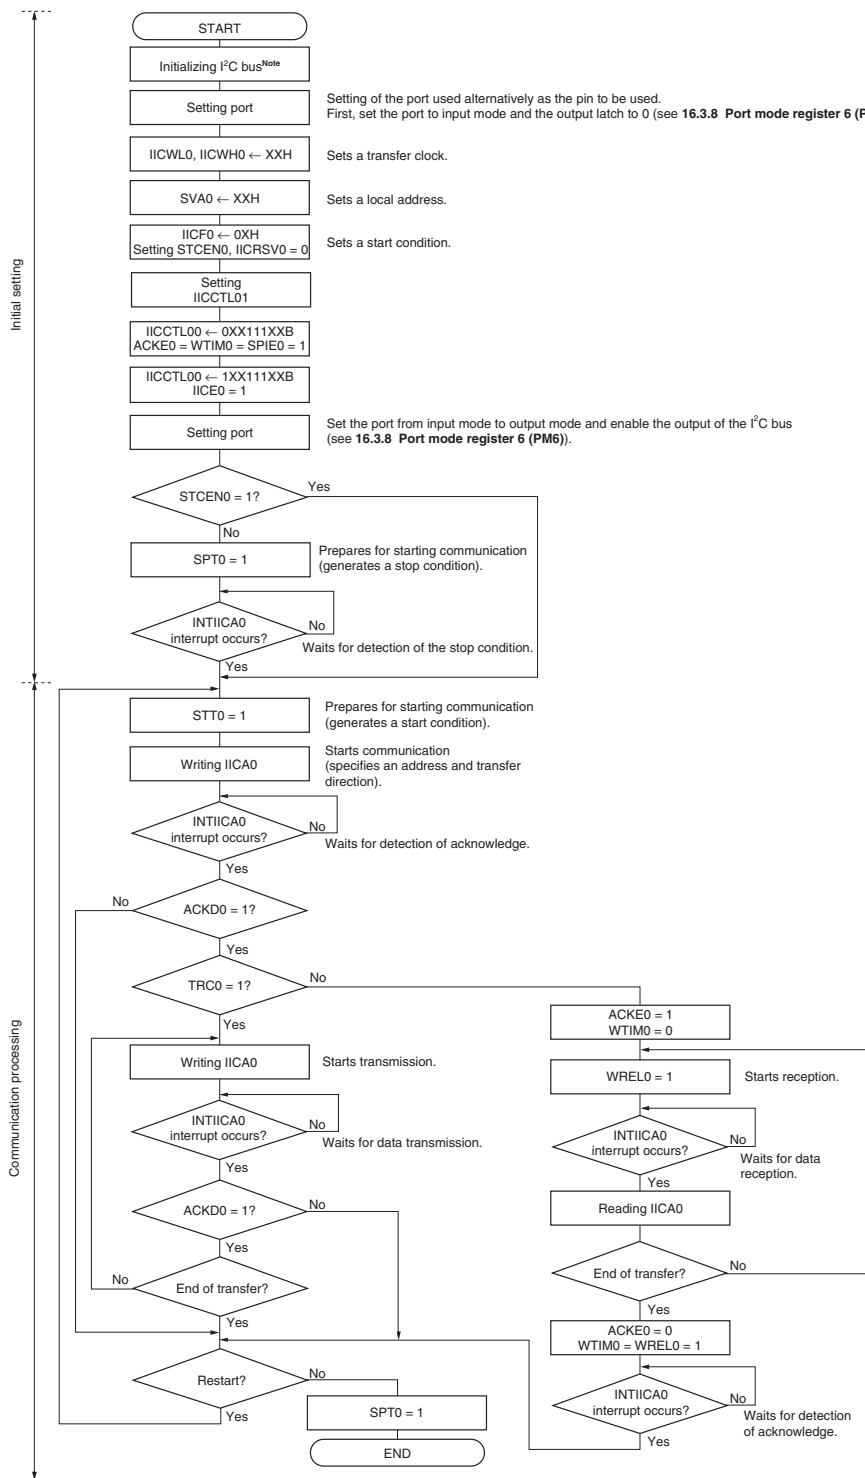 START
Initializing I²C busNote
Setting port
Setting of the port used alternatively as the pin to be used.
First, set the port to input mode and the output latch to 0 (see 16.3.8 Port mode register 6 (P
IICWL0, IICWH0 ← XXH
Sets a transfer clock.
SVA0 ← XXH
Sets a local address.
IICF0 ← 0XH
Setting STCEN0, IICRSV0 = 0
Sets a start condition.
Setting
IICCTL01
IICCTL00 ← 0XX111XXB
ACKE0 = WTIM0 = SPIE0 = 1
IICCTL00 ← 1XX111XXB
IICE0 = 1
Setting port
Set the port from input mode to output mode and enable the output of the I²C bus
(see 16.3.8 Port mode register 6 (PM6)).
Initial setting
STCEN0 = 1?
Yes
No
SPT0 = 1
Prepares for starting communication
(generates a stop condition).
INTIICA0
interrupt occurs?
No
Waits for detection of the stop condition.
Yes
STT0 = 1
Prepares for starting communication
(generates a start condition).
Writing IICA0
Starts communication
(specifies an address and transfer
direction).
INTIICA0
interrupt occurs?
No
Waits for detection of acknowledge.
Yes
No
ACKD0 = 1?
Yes
TRC0 = 1?
No
Yes
Communication processing
Writing IICA0
Starts transmission.
INTIICA0
interrupt occurs?
No
Waits for data transmission.
Yes
ACKD0 = 1?
No
Yes
No
End of transfer?
Yes
ACKE0 = 1
WTIM0 = 0
WREL0 = 1
Starts reception.
INTIICA0
interrupt occurs?
No
Waits for data
reception.
Yes
Reading IICA0
End of transfer?
No
Yes
ACKE0 = 0
WTIM0 = WREL0 = 1
INTIICA0
interrupt occurs?
No
Waits for detection
of acknowledge.
Yes
Restart?
No
Yes
SPT0 = 1
END